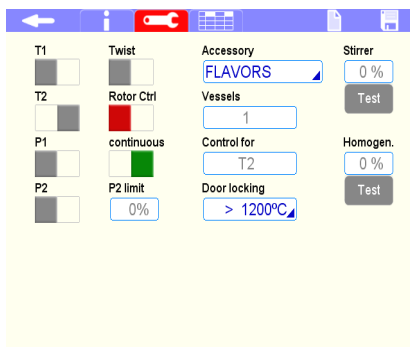 T1 Twist Accessory Stirrer
FLAVORS 0 %
T2 Rotor Ctrl Vessels Test
1
P1 continuous Control for Homogen.
T2 0 %
P2 P2 limit Door locking Test
0% > 1200ºC